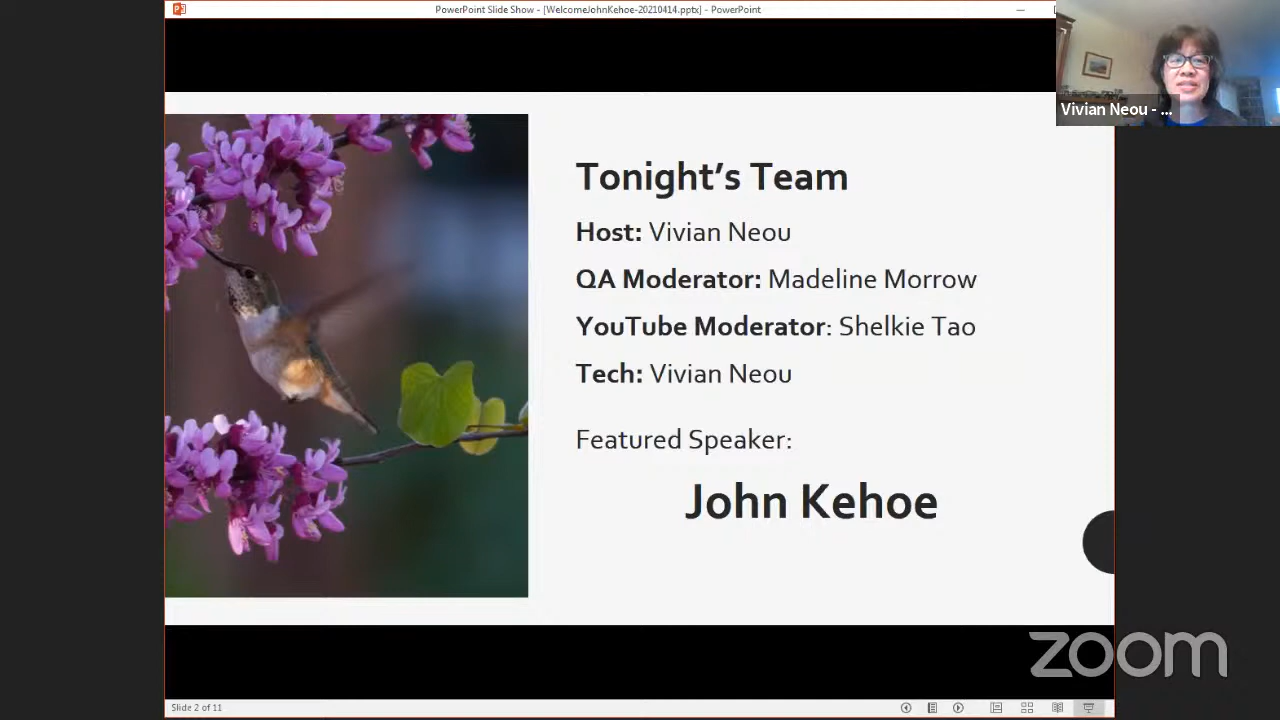 PowerPoint Slide Show - [WelcomeJohnKehoe-20210414.pptx] - PowerPoint
Vivian Neou - ...
Tonight’s Team
Host: Vivian Neou
QA Moderator: Madeline Morrow
YouTube Moderator: Shelkie Tao
Tech: Vivian Neou
Featured Speaker:
John Kehoe
zoom
Slide 2 of 11